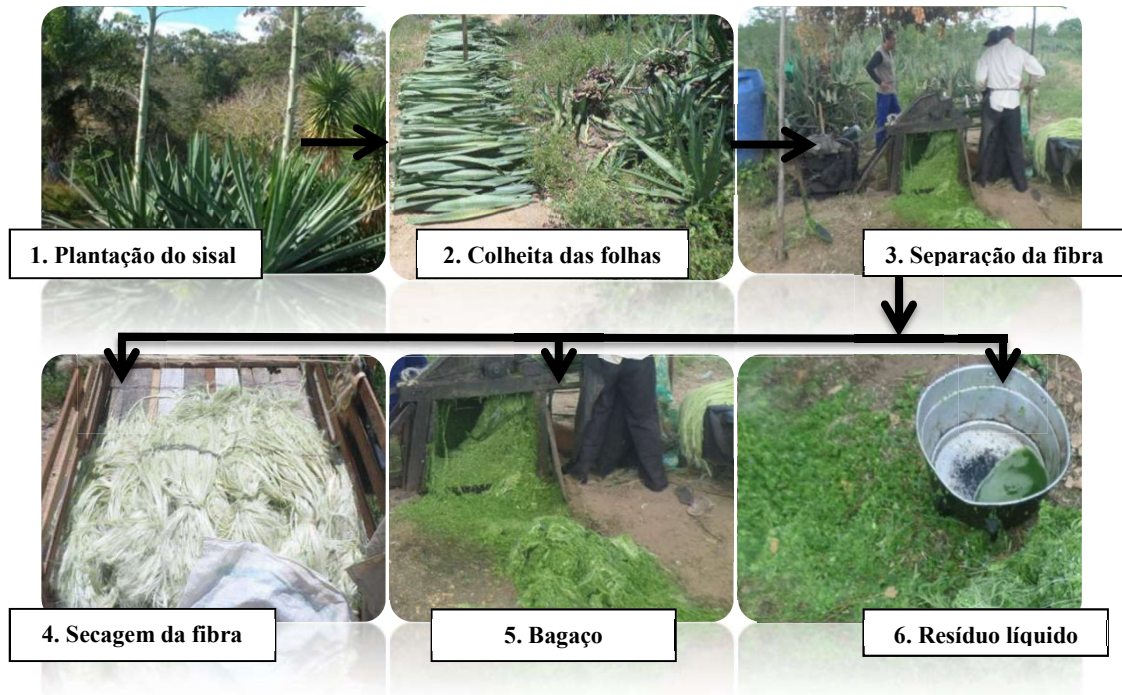 1. Plantação do sisal
2. Colheita das folhas
3. Separação da fibra
4. Secagem da fibra
5. Bagaço
6. Resíduo líquido